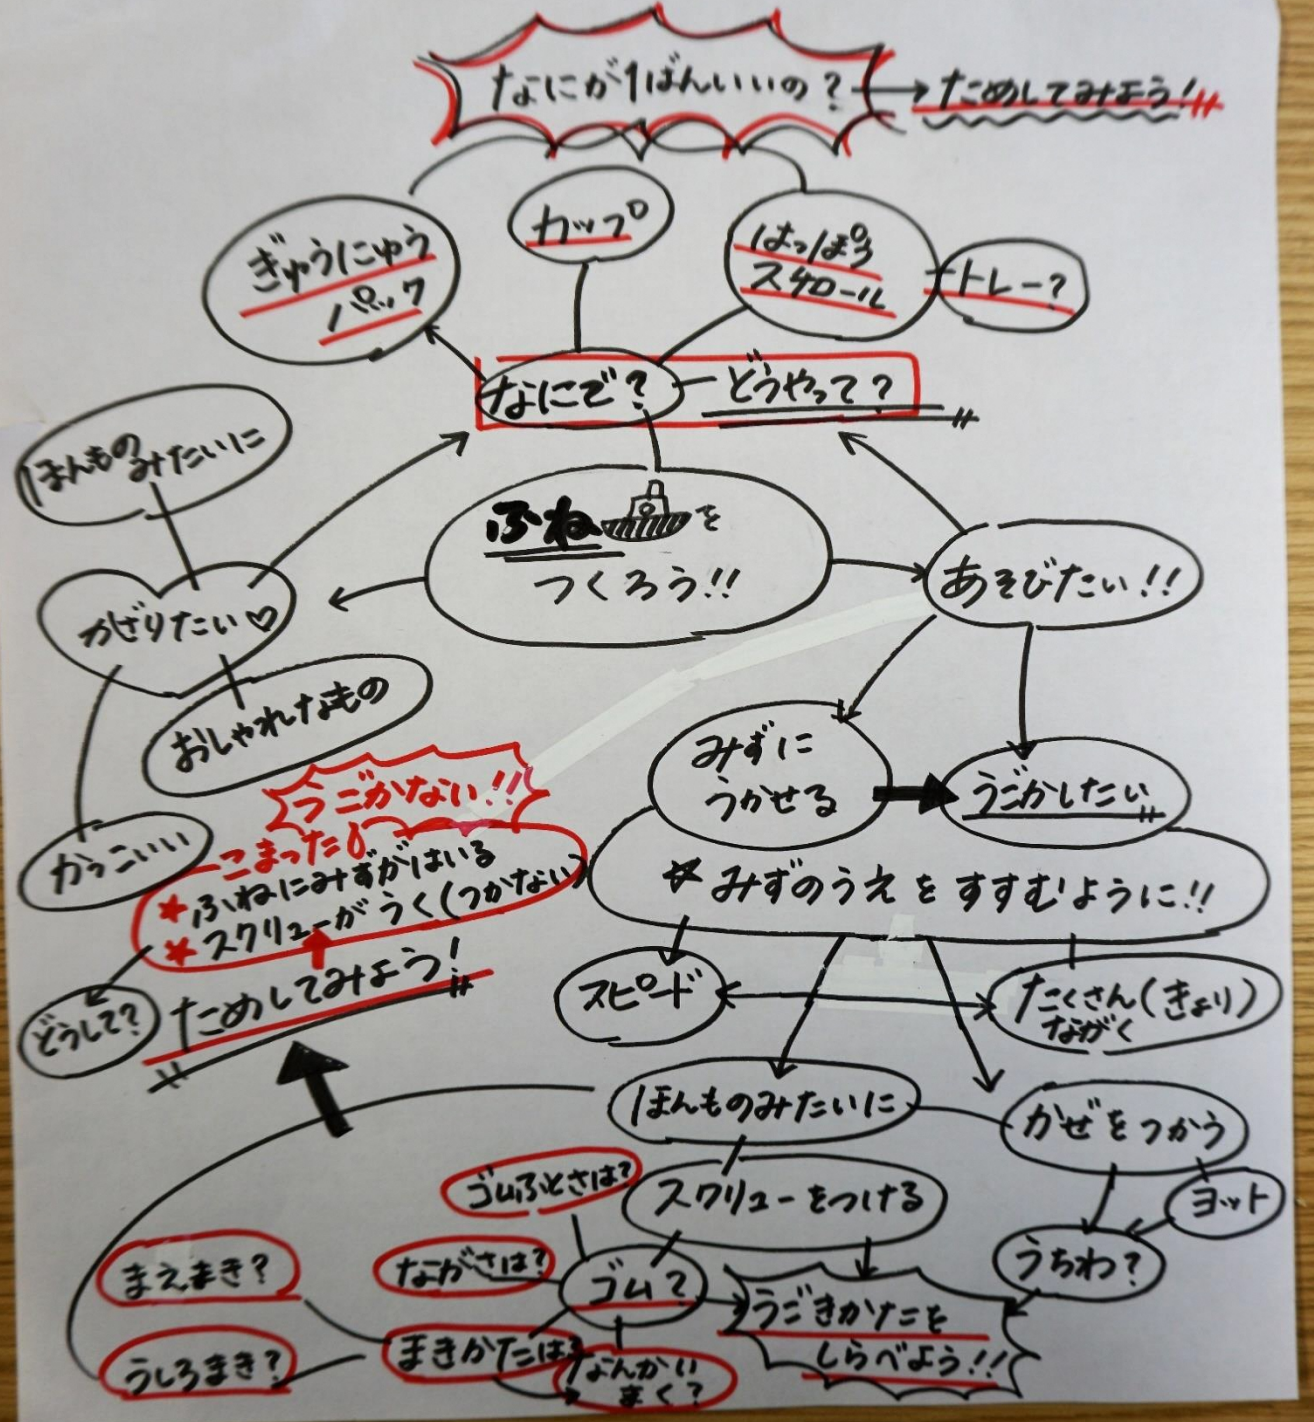 なにが1ばんいいの？
ためしてみよう！
ぎゅうにゅう
パック
カップ
はっぽう
スチロール
トレー？
なにで？
どうやって？
ほんもの
みたいに
ふね を
つくろう!!
あそびたい!!
かざりたい♡
おしゃれなもの
かっこいい
みずに
うかせる
うごかしたい
☆みずのうえをすすむように!!
うごかない!!
こまった
★ふねにみずがはいる
★スクリューがうく(つかない)
どうして？
ためしてみよう！
スピード
たくさん(きょり)
ながく
ほんものみたいに
かぜをつかう
ヨット
うちわ？
スクリューをつける
ゴムふとさは？
ながさは？
ゴム？
まえまき？
うしろまき？
まきかたは？
なんかい
まく？
うごきかたを
しらべよう!!